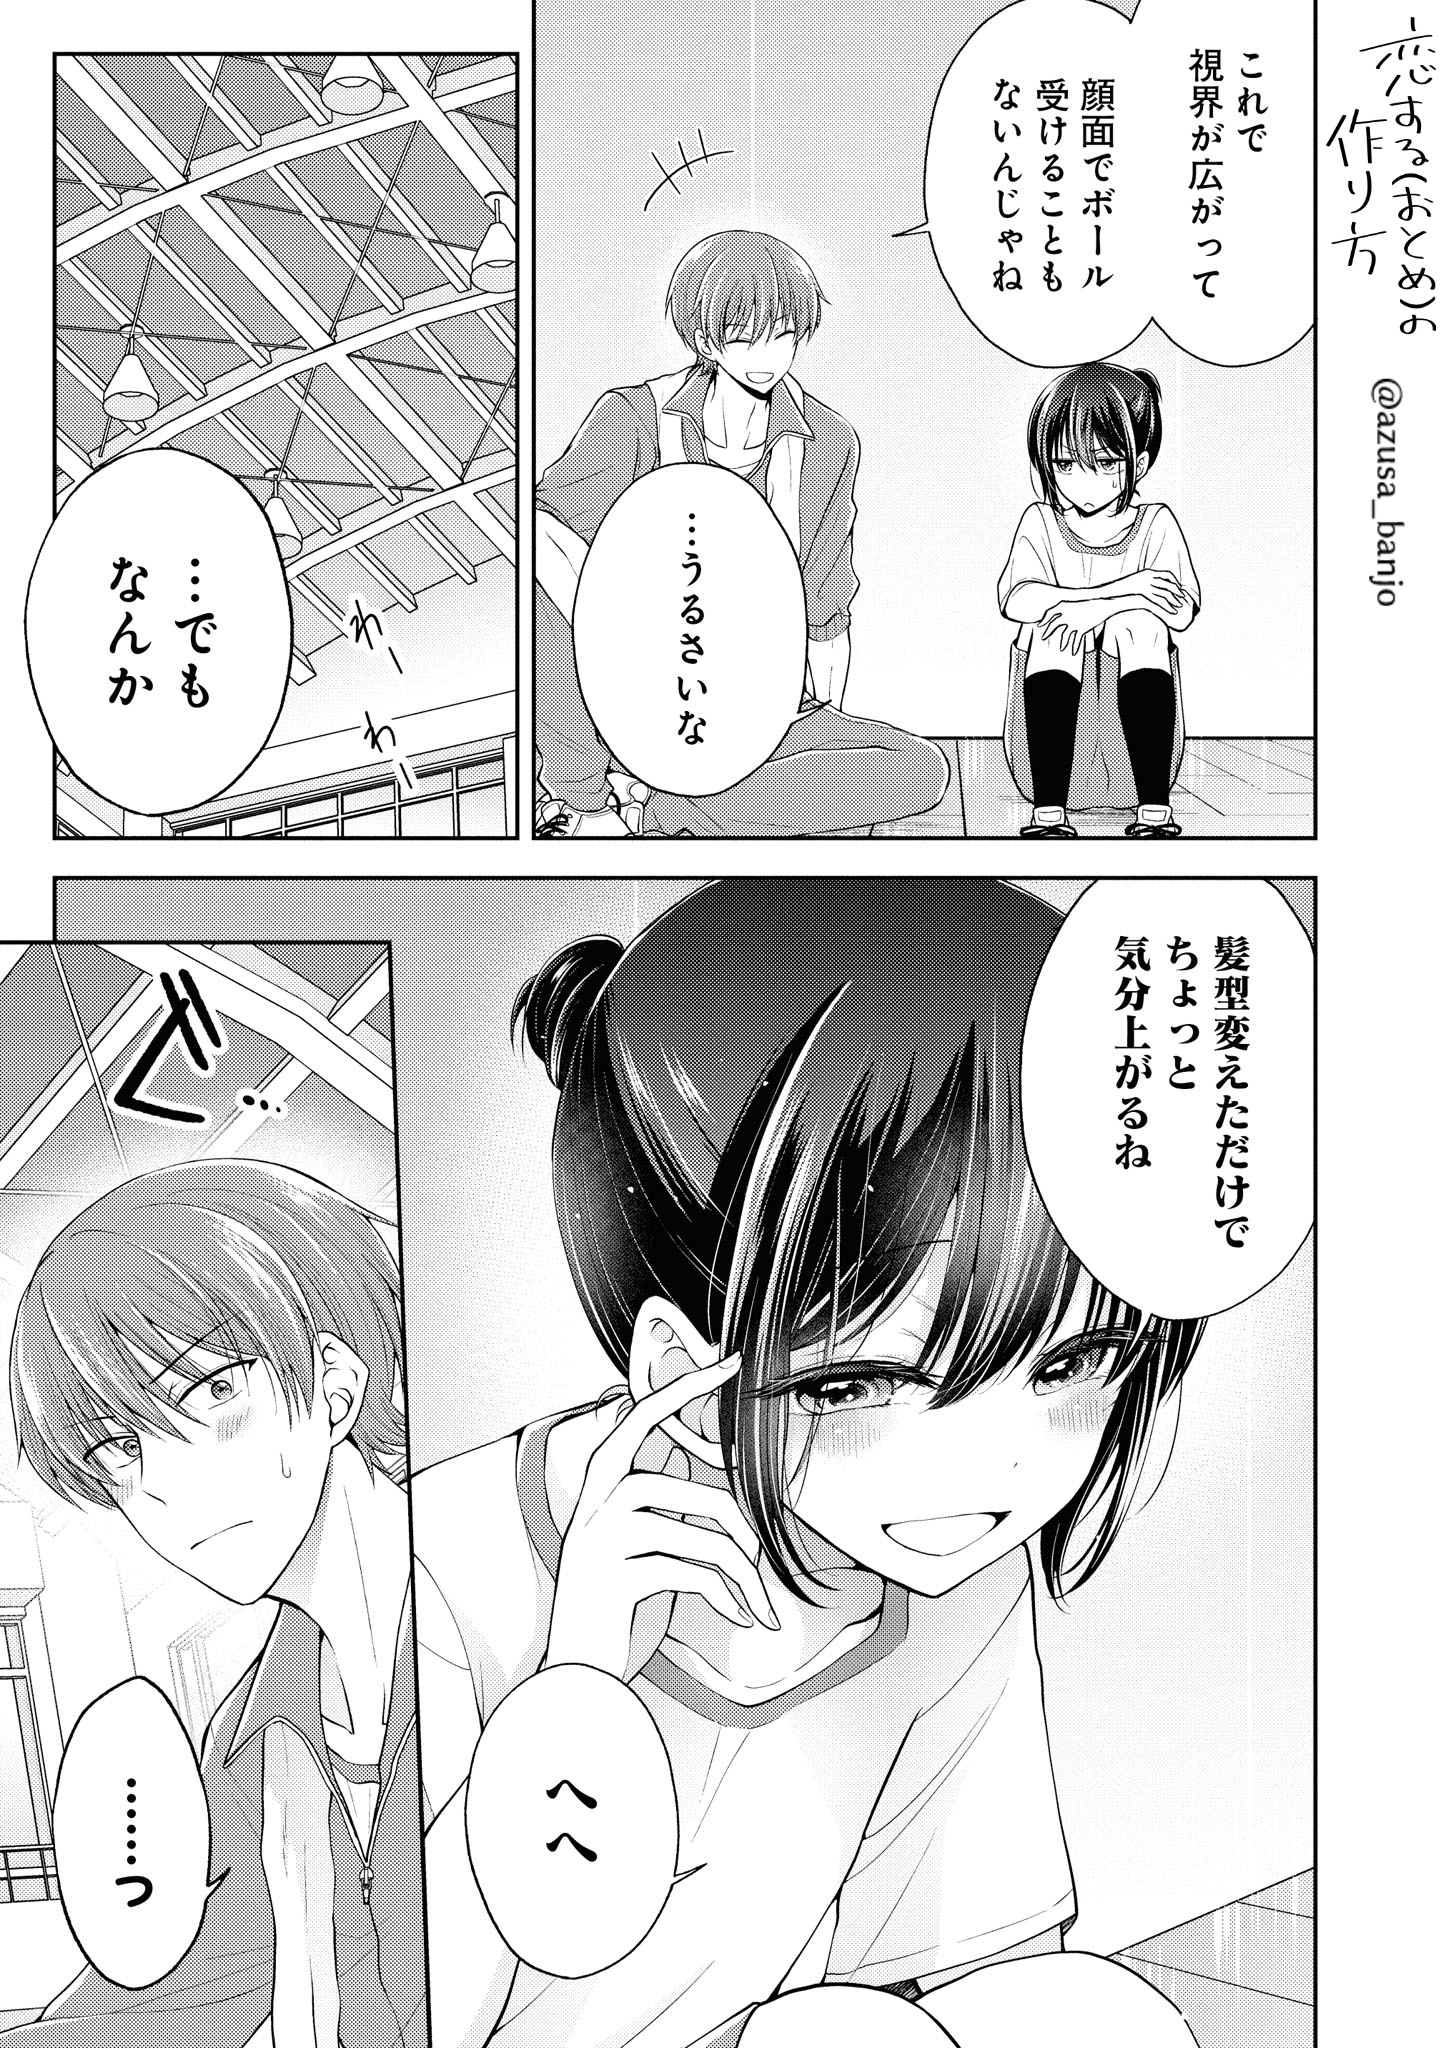 恋する(おとめ)の
作り方
@azusa_banjo
これで
視界が広がって
顔面でボール
受けることも
ないんじゃね
…うるさいな
…でも
なんか
わー
わー
髪型変えただけで
ちょっと
気分上がるね
へへ
ぐ…
………っ